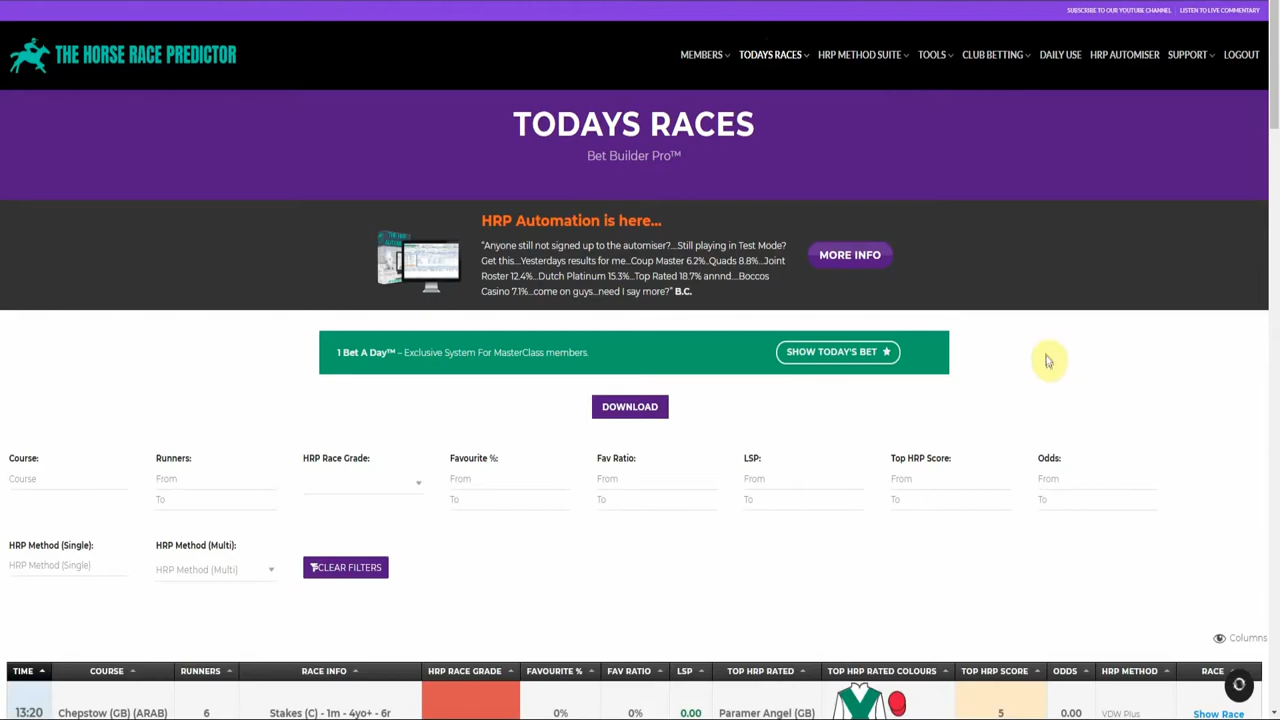 SUBSCRIBE TO OUR YOUTUBE CHANNEL LISTEN TO LIVE COMMENTARY
THE HORSE RACE PREDICTOR
MEMBERS TODAYS RACES HRP METHOD SUITE TOOLS CLUB BETTING DAILY USE HRP AUTOMISER SUPPORT LOGOUT
TODAYS RACES
Bet Builder Pro™
HRP Automation is here...
"Anyone still not signed up to the automiser?...Still playing in Test Mode?
Get this...Yesterdays results for me...Coup Master 6.2%...Quads 8.8%...Joint
Roster 12.4%...Dutch Platinum 15.3%...Top Rated 18.7% annnd....Boccos
Casino 7.1%...come on guys...need I say more?" B.C.
MORE INFO
1 Bet A Day™ – Exclusive System For MasterClass members.
SHOW TODAY'S BET
DOWNLOAD
Course: Runners: HRP Race Grade: Favourite %: Fav Ratio: LSP: Top HRP Score: Odds:
Course From From From From From From
To To To To To To
HRP Method (Single): HRP Method (Multi):
HRP Method (Single) HRP Method (Multi) CLEAR FILTERS
Columns
TIME COURSE RUNNERS RACE INFO HRP RACE GRADE FAVOURITE % FAV RATIO LSP TOP HRP RATED TOP HRP RATED COLOURS TOP HRP SCORE ODDS HRP METHOD RACE
13:20 Chepstow (GB) (ARAB) 6 Stakes (C) - 1m - 4yo+ - 6r 0% 0% 0.00 Paramer Angel (GB) 5 0.00 VDW Plus Show Race